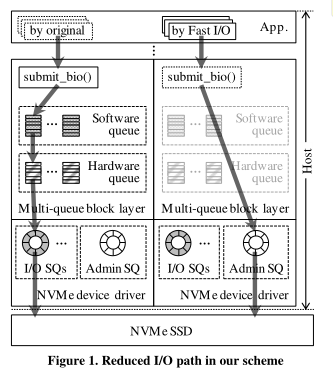 by original
by Fast I/O
App.
submit_bio()
submit_bio()
Software
queue
Software
queue
Hardware
queue
Hardware
queue
Multi-queue block layer
Multi-queue block layer
I/O SQs
Admin SQ
I/O SQs
Admin SQ
NVMe device driver
NVMe device driver
Host
NVMe SSD
Figure 1. Reduced I/O path in our scheme